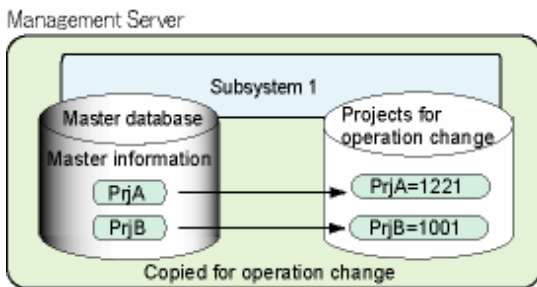 Management Server
Subsystem 1
Master database
Master information
PrjA
PrjB
Projects for
operation change
PrjA=1221
PrjB=1001
Copied for operation change